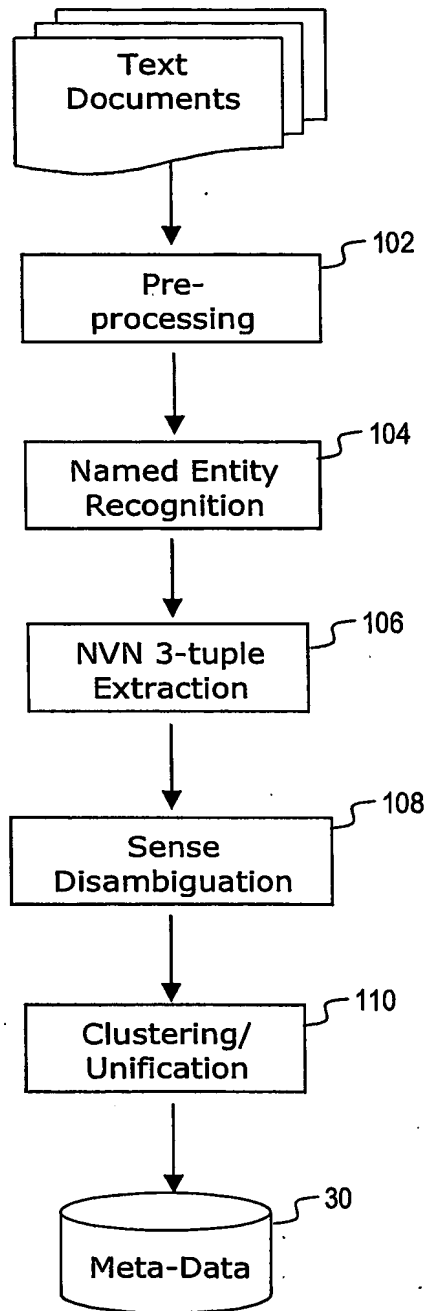 Text
Documents
102
Pre-
processing
104
Named Entity
Recognition
106
NVN 3-tuple
Extraction
108
Sense
Disambiguation
110
Clustering/
Unification
30
Meta-Data